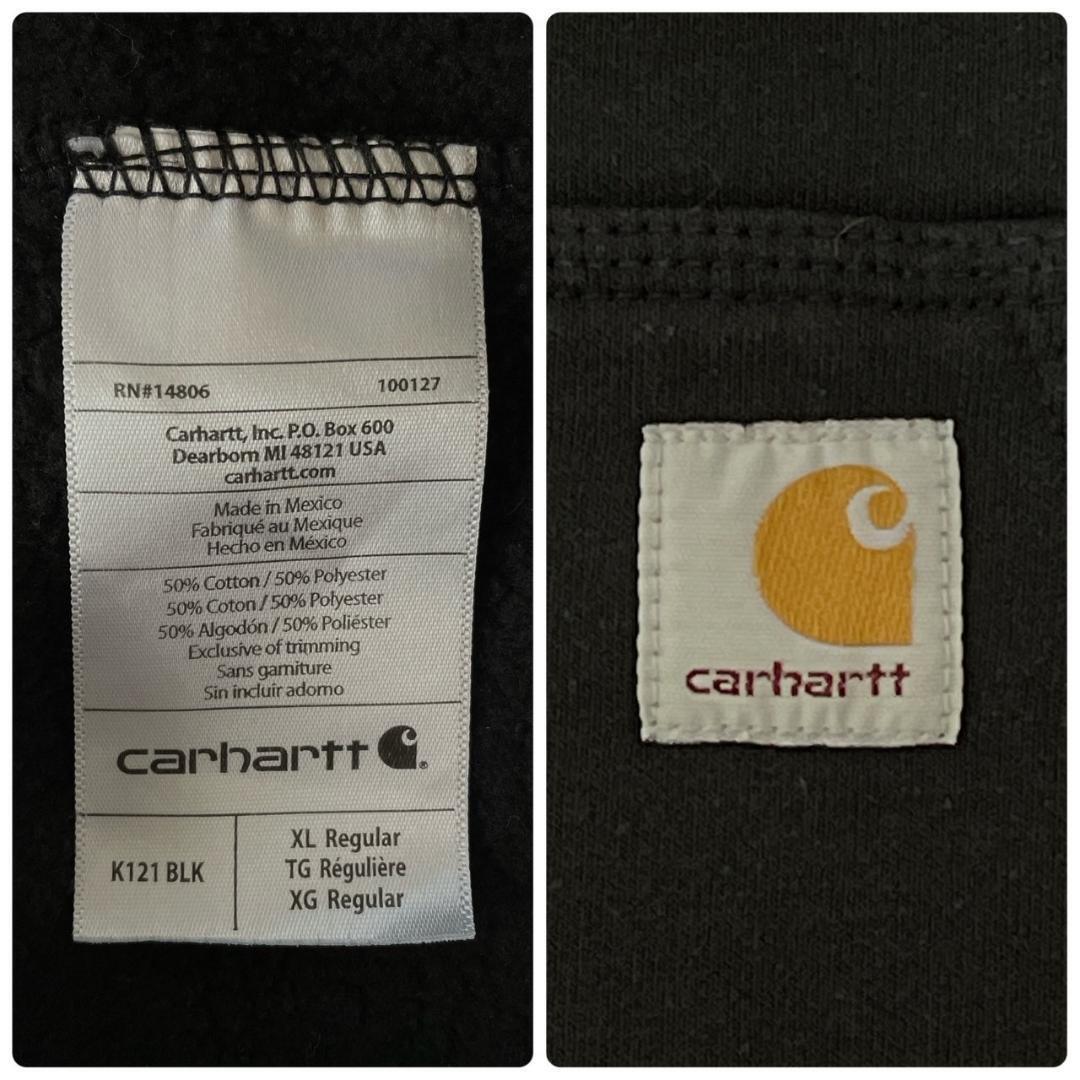 RN#14806 100127
Carhartt, Inc. P.O. Box 600
Dearborn MI 48121 USA
carhartt.com
Made in Mexico
Fabriqué au Mexique
Hecho en México
50% Cotton / 50% Polyester
50% Coton / 50% Polyester
50% Algodón / 50% Poliéster
Exclusive of trimming
Sans garniture
Sin incluir adorno
carhartt ®
K121 BLK
XL Regular
TG Régulière
XG Regular
carhartt